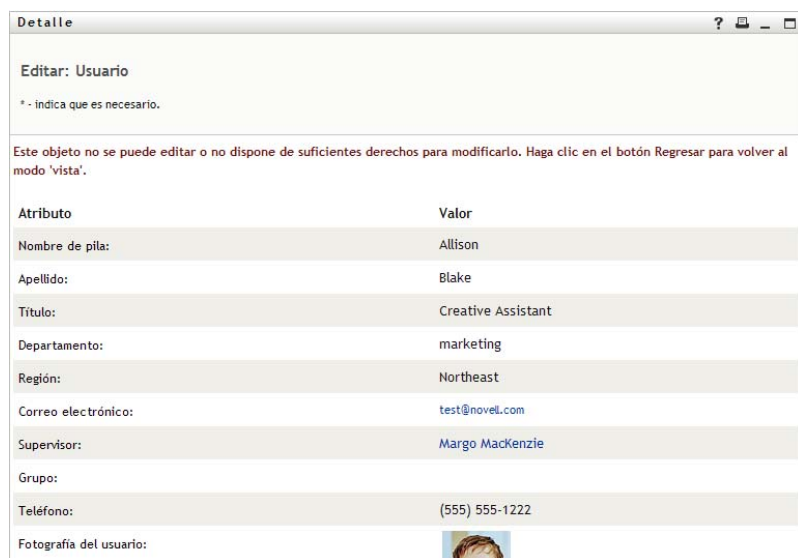 Detalle ?
Editar: Usuario
* - indica que es necesario.
Este objeto no se puede editar o no dispone de suficientes derechos para modificarlo. Haga clic en el botón Regresar para volver al
modo 'vista'.
Atributo Valor
Nombre de pila: Allison
Apellido: Blake
Título: Creative Assistant
Departamento: marketing
Región: Northeast
Correo electrónico: test@novell.com
Supervisor: Margo MacKenzie
Grupo:
Teléfono: (555) 555-1222
Fotografía del usuario: